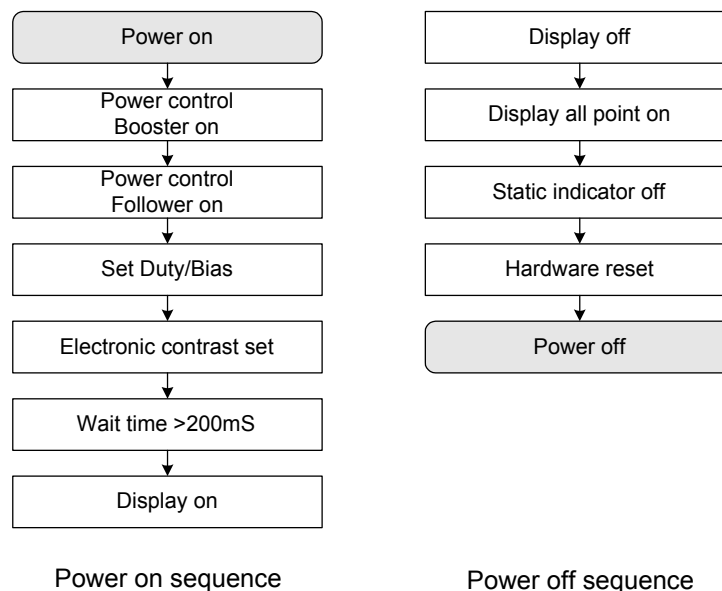 Power on
Power control
Booster on
Power control
Follower on
Set Duty/Bias
Electronic contrast set
Wait time >200mS
Display on
Power on sequence
Display off
Display all point on
Static indicator off
Hardware reset
Power off
Power off sequence